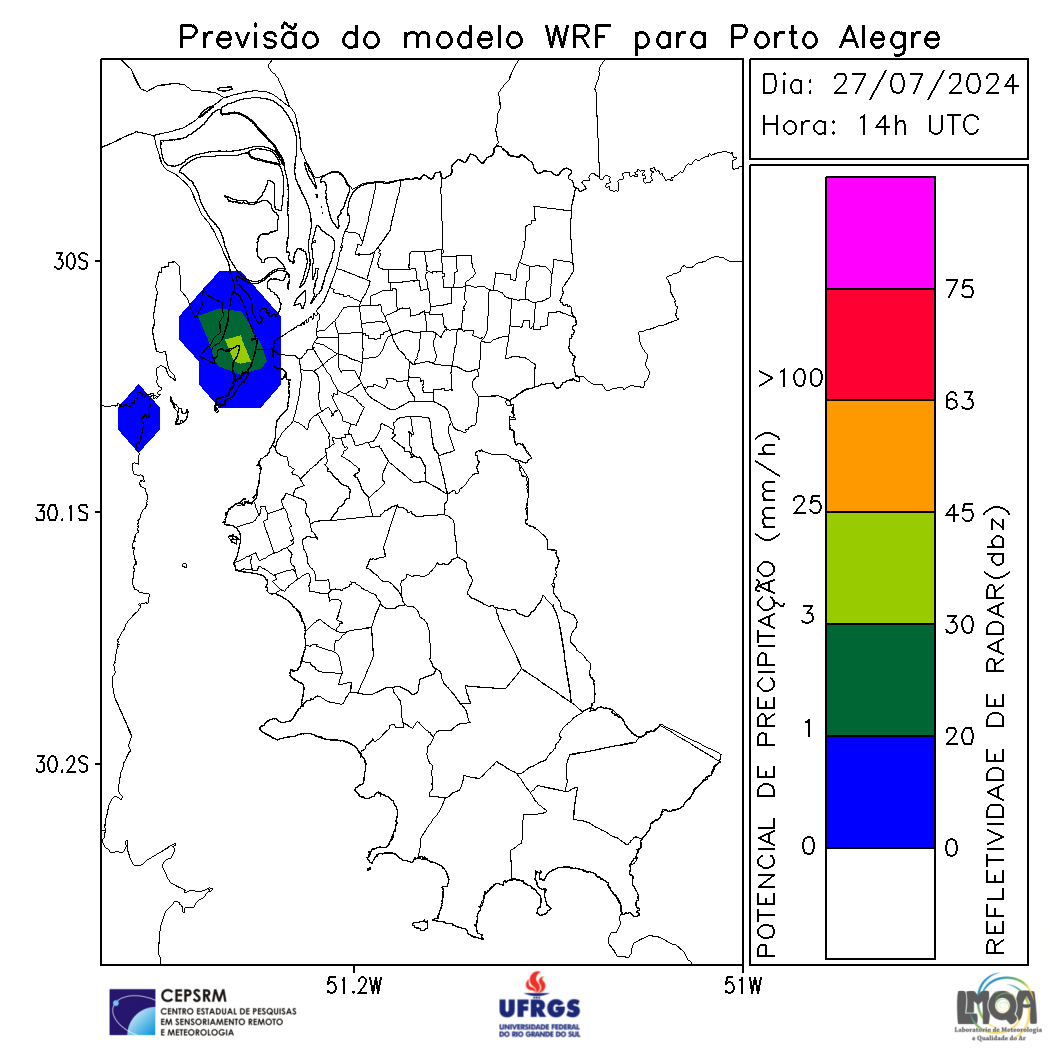 Previsão do modelo WRF para Porto Alegre
Dia: 27/07/2024
Hora: 14h UTC
30S
30.1S
30.2S
51.2W
51W
POTENCIAL DE PRECIPITAÇÃO (mm/h)
>100
25
3
1
0
75
63
45
30
20
0
REFLETIVIDADE DE RADAR(dbz)
CEPSRM
CENTRO ESTADUAL DE PESQUISAS
EM SENSORIAMENTO REMOTO
E METEOROLOGIA
UFRGS
UNIVERSIDADE FEDERAL
DO RIO GRANDE DO SUL
LMQA
Laboratório de Meteorologia
e Qualidade do Ar